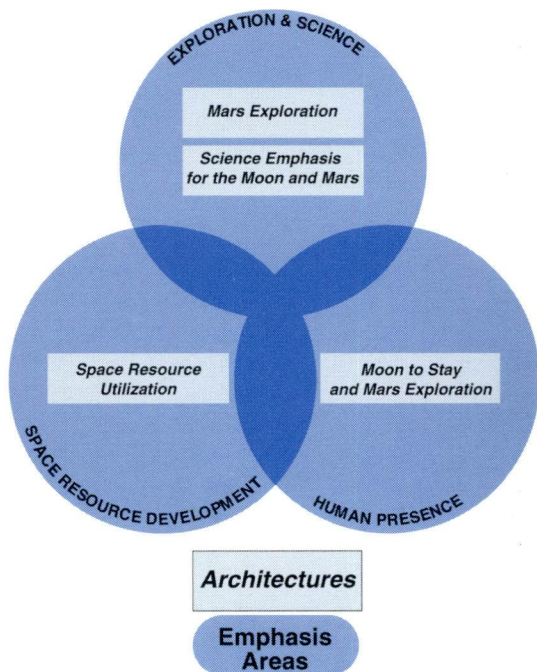 EXPLORATION & SCIENCE
Mars Exploration
Science Emphasis
for the Moon and Mars
Space Resource
Utilization
Moon to Stay
and Mars Exploration
SPACE RESOURCE DEVELOPMENT
HUMAN PRESENCE
Architectures
Emphasis
Areas